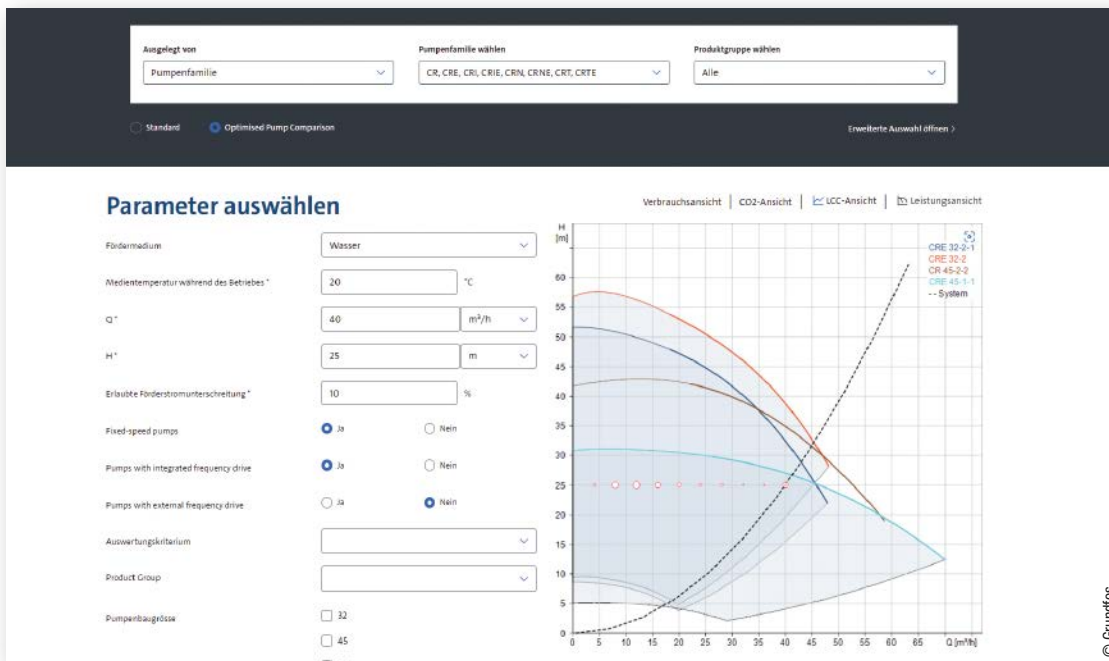 Ausgelegt von
Pumpenfamilie
Pumpenfamilie wählen
CR, CRE, CRI, CRIE, CRN, CRNE, CRT, CRTE
Produktgruppe wählen
Alle
Standard
Optimised Pump Comparison
Erweiterte Auswahl öffnen >
Parameter auswählen
Fördermedium
Wasser
Medientemperatur während des Betriebes *
20
°C
Q *
40
m³/h
H *
25
m
Erlaubte Förderstromunterschreitung *
10
%
Fixed-speed pumps
Ja
Nein
Pumps with integrated frequency drive
Ja
Nein
Pumps with external frequency drive
Ja
Nein
Auswertungskriterium
Product Group
Pumpenbaugrösse
32
45
Verbrauchsansicht | CO2-Ansicht | LCC-Ansicht | Leistungsansicht
H
[m]
CRE 32-2-1
CRE 32-2
CR 45-2-2
CRE 45-1-1
-- System
60
55
50
45
40
35
30
25
20
15
10
5
0
0 5 10 15 20 25 30 35 40 45 50 55 60 65 Q [m³/h]
© Grundfos